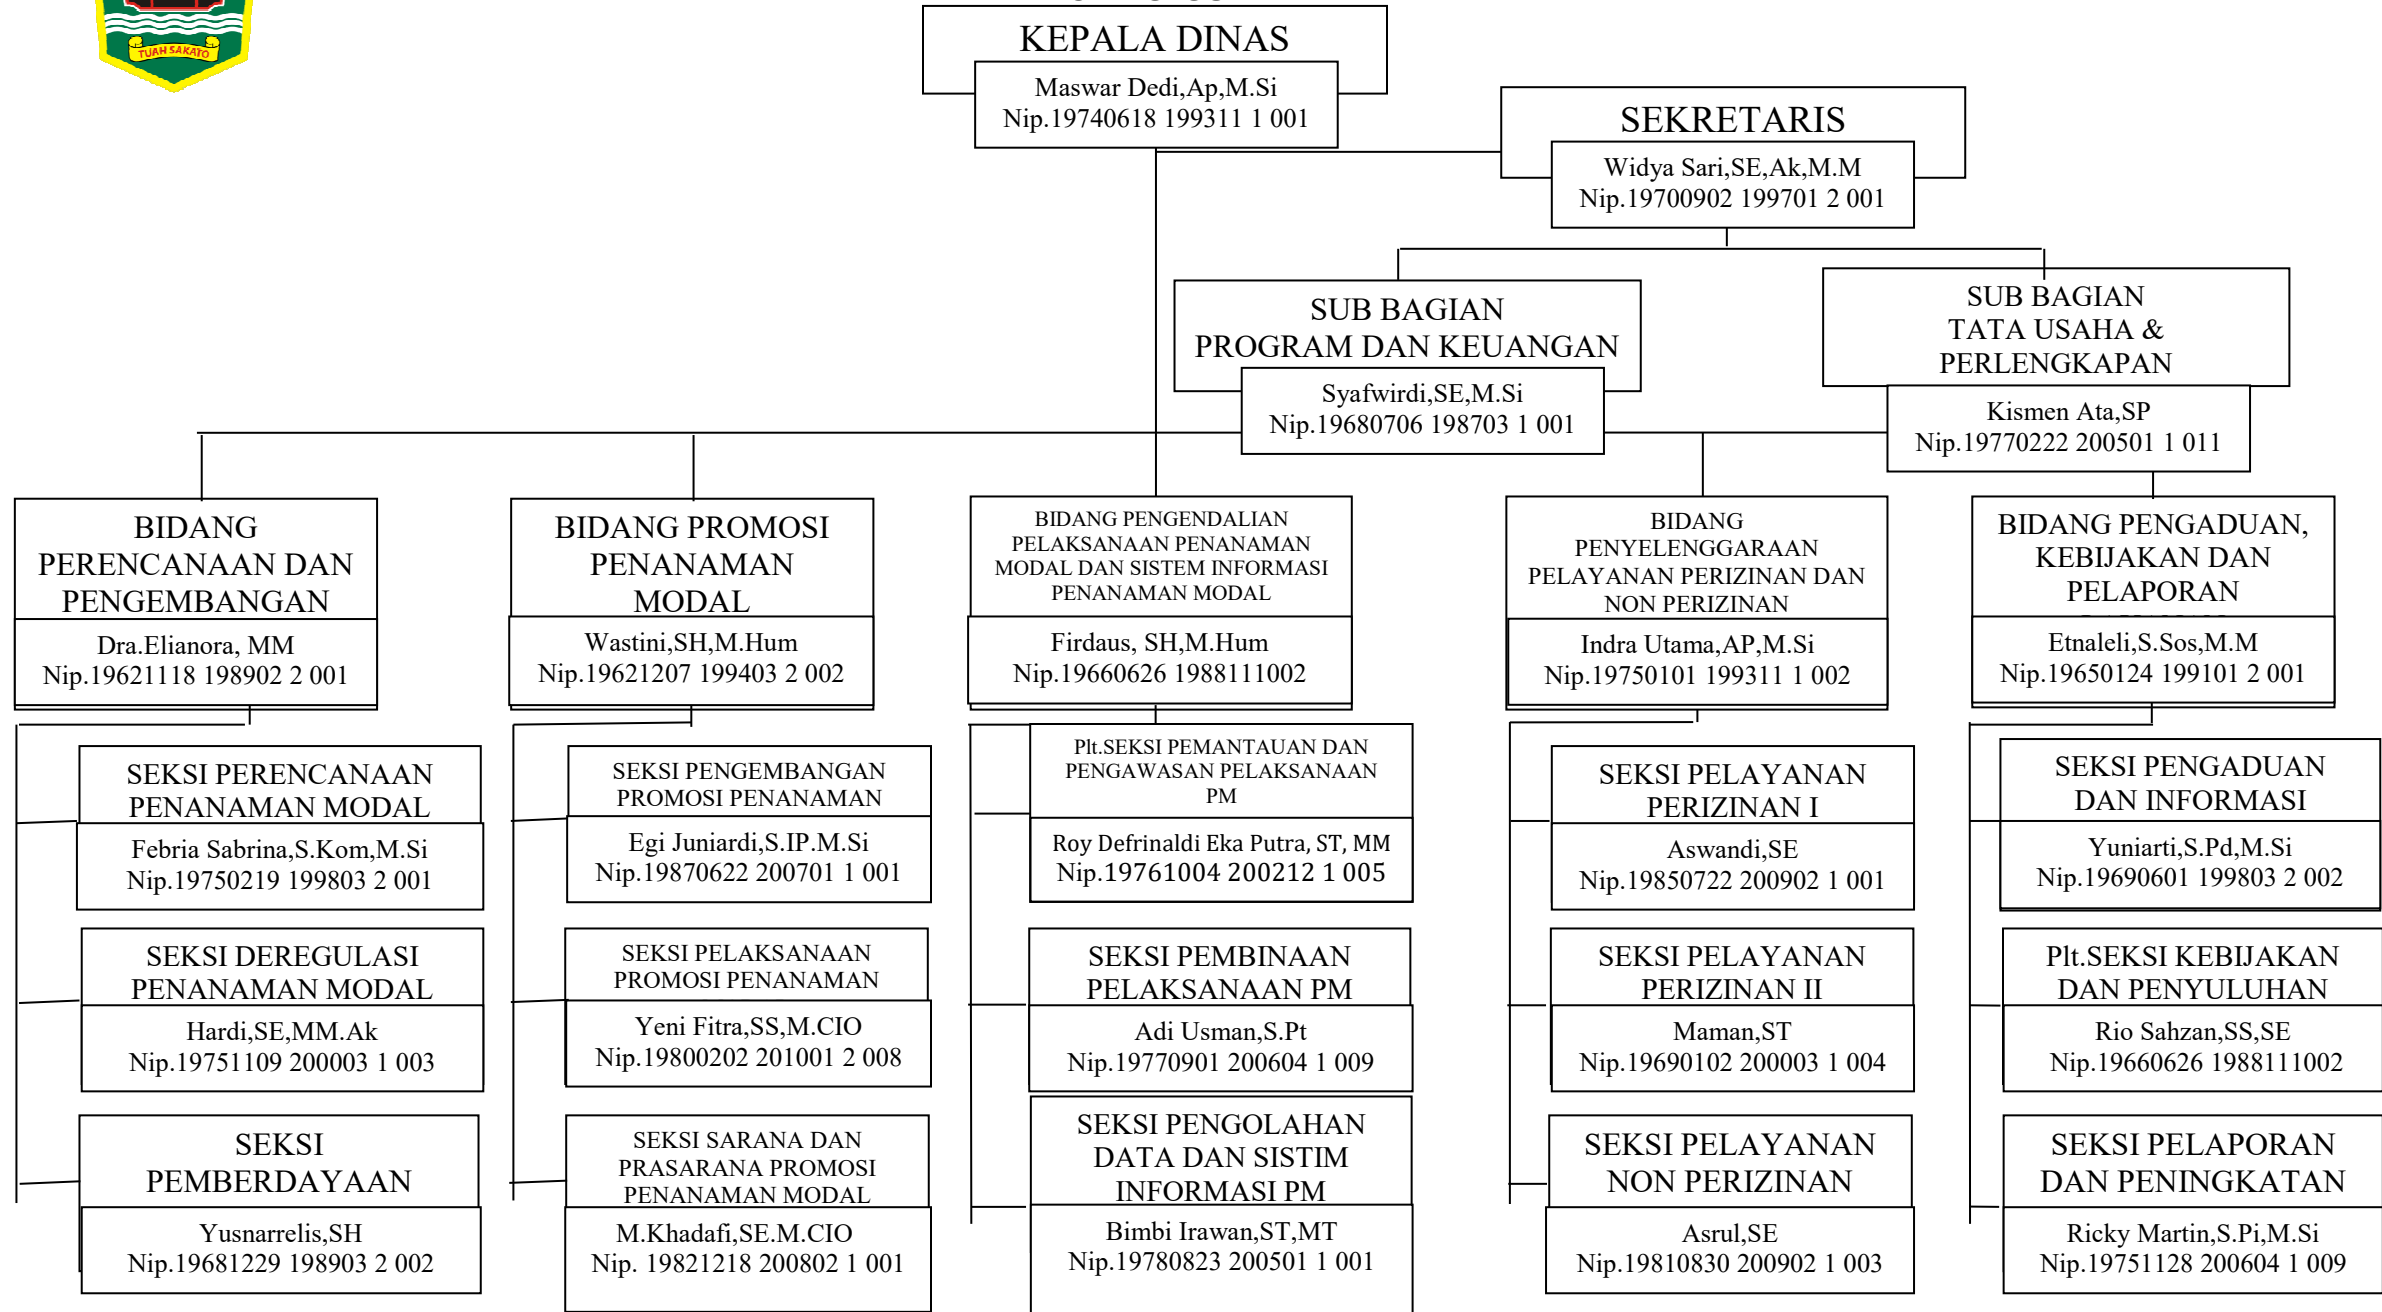 TUAH SAKATO
KEPALA DINAS
Maswar Dedi,Ap,M.Si
Nip.19740618 199311 1 001
SEKRETARIS
Widya Sari,SE,Ak,M.M
Nip.19700902 199701 2 001
SUB BAGIAN
PROGRAM DAN KEUANGAN
Syafwirdi,SE,M.Si
Nip.19680706 198703 1 001
SUB BAGIAN
TATA USAHA &
PERLENGKAPAN
Kismen Ata,SP
Nip.19770222 200501 1 011
BIDANG
PERENCANAAN DAN
PENGEMBANGAN
Dra.Elianora, MM
Nip.19621118 198902 2 001
SEKSI PERENCANAAN
PENANAMAN MODAL
Febria Sabrina,S.Kom,M.Si
Nip.19750219 199803 2 001
SEKSI DEREGULASI
PENANAMAN MODAL
Hardi,SE,MM.Ak
Nip.19751109 200003 1 003
SEKSI
PEMBERDAYAAN
Yusnarrelis,SH
Nip.19681229 198903 2 002
BIDANG PROMOSI
PENANAMAN
MODAL
Wastini,SH,M.Hum
Nip.19621207 199403 2 002
SEKSI PENGEMBANGAN
PROMOSI PENANAMAN
Egi Juniardi,S.IP.M.Si
Nip.19870622 200701 1 001
SEKSI PELAKSANAAN
PROMOSI PENANAMAN
Yeni Fitra,SS,M.CIO
Nip.19800202 201001 2 008
SEKSI SARANA DAN
PRASARANA PROMOSI
PENANAMAN MODAL
M.Khadafi,SE.M.CIO
Nip. 19821218 200802 1 001
BIDANG PENGENDALIAN
PELAKSANAAN PENANAMAN
MODAL DAN SISTEM INFORMASI
PENANAMAN MODAL
Firdaus, SH,M.Hum
Nip.19660626 1988111002
Plt.SEKSI PEMANTAUAN DAN
PENGAWASAN PELAKSANAAN
PM
Roy Defrinaldi Eka Putra, ST, MM
Nip.19761004 200212 1 005
SEKSI PEMBINAAN
PELAKSANAAN PM
Adi Usman,S.Pt
Nip.19770901 200604 1 009
SEKSI PENGOLAHAN
DATA DAN SISTIM
INFORMASI PM
Bimbi Irawan,ST,MT
Nip.19780823 200501 1 001
BIDANG
PENYELENGGARAAN
PELAYANAN PERIZINAN DAN
NON PERIZINAN
Indra Utama,AP,M.Si
Nip.19750101 199311 1 002
SEKSI PELAYANAN
PERIZINAN I
Aswandi,SE
Nip.19850722 200902 1 001
SEKSI PELAYANAN
PERIZINAN II
Maman,ST
Nip.19690102 200003 1 004
SEKSI PELAYANAN
NON PERIZINAN
Asrul,SE
Nip.19810830 200902 1 003
BIDANG PENGADUAN,
KEBIJAKAN DAN
PELAPORAN
Etnaleli,S.Sos,M.M
Nip.19650124 199101 2 001
SEKSI PENGADUAN
DAN INFORMASI
Yuniarti,S.Pd,M.Si
Nip.19690601 199803 2 002
Plt.SEKSI KEBIJAKAN
DAN PENYULUHAN
Rio Sahzan,SS,SE
Nip.19660626 1988111002
SEKSI PELAPORAN
DAN PENINGKATAN
Ricky Martin,S.Pi,M.Si
Nip.19751128 200604 1 009